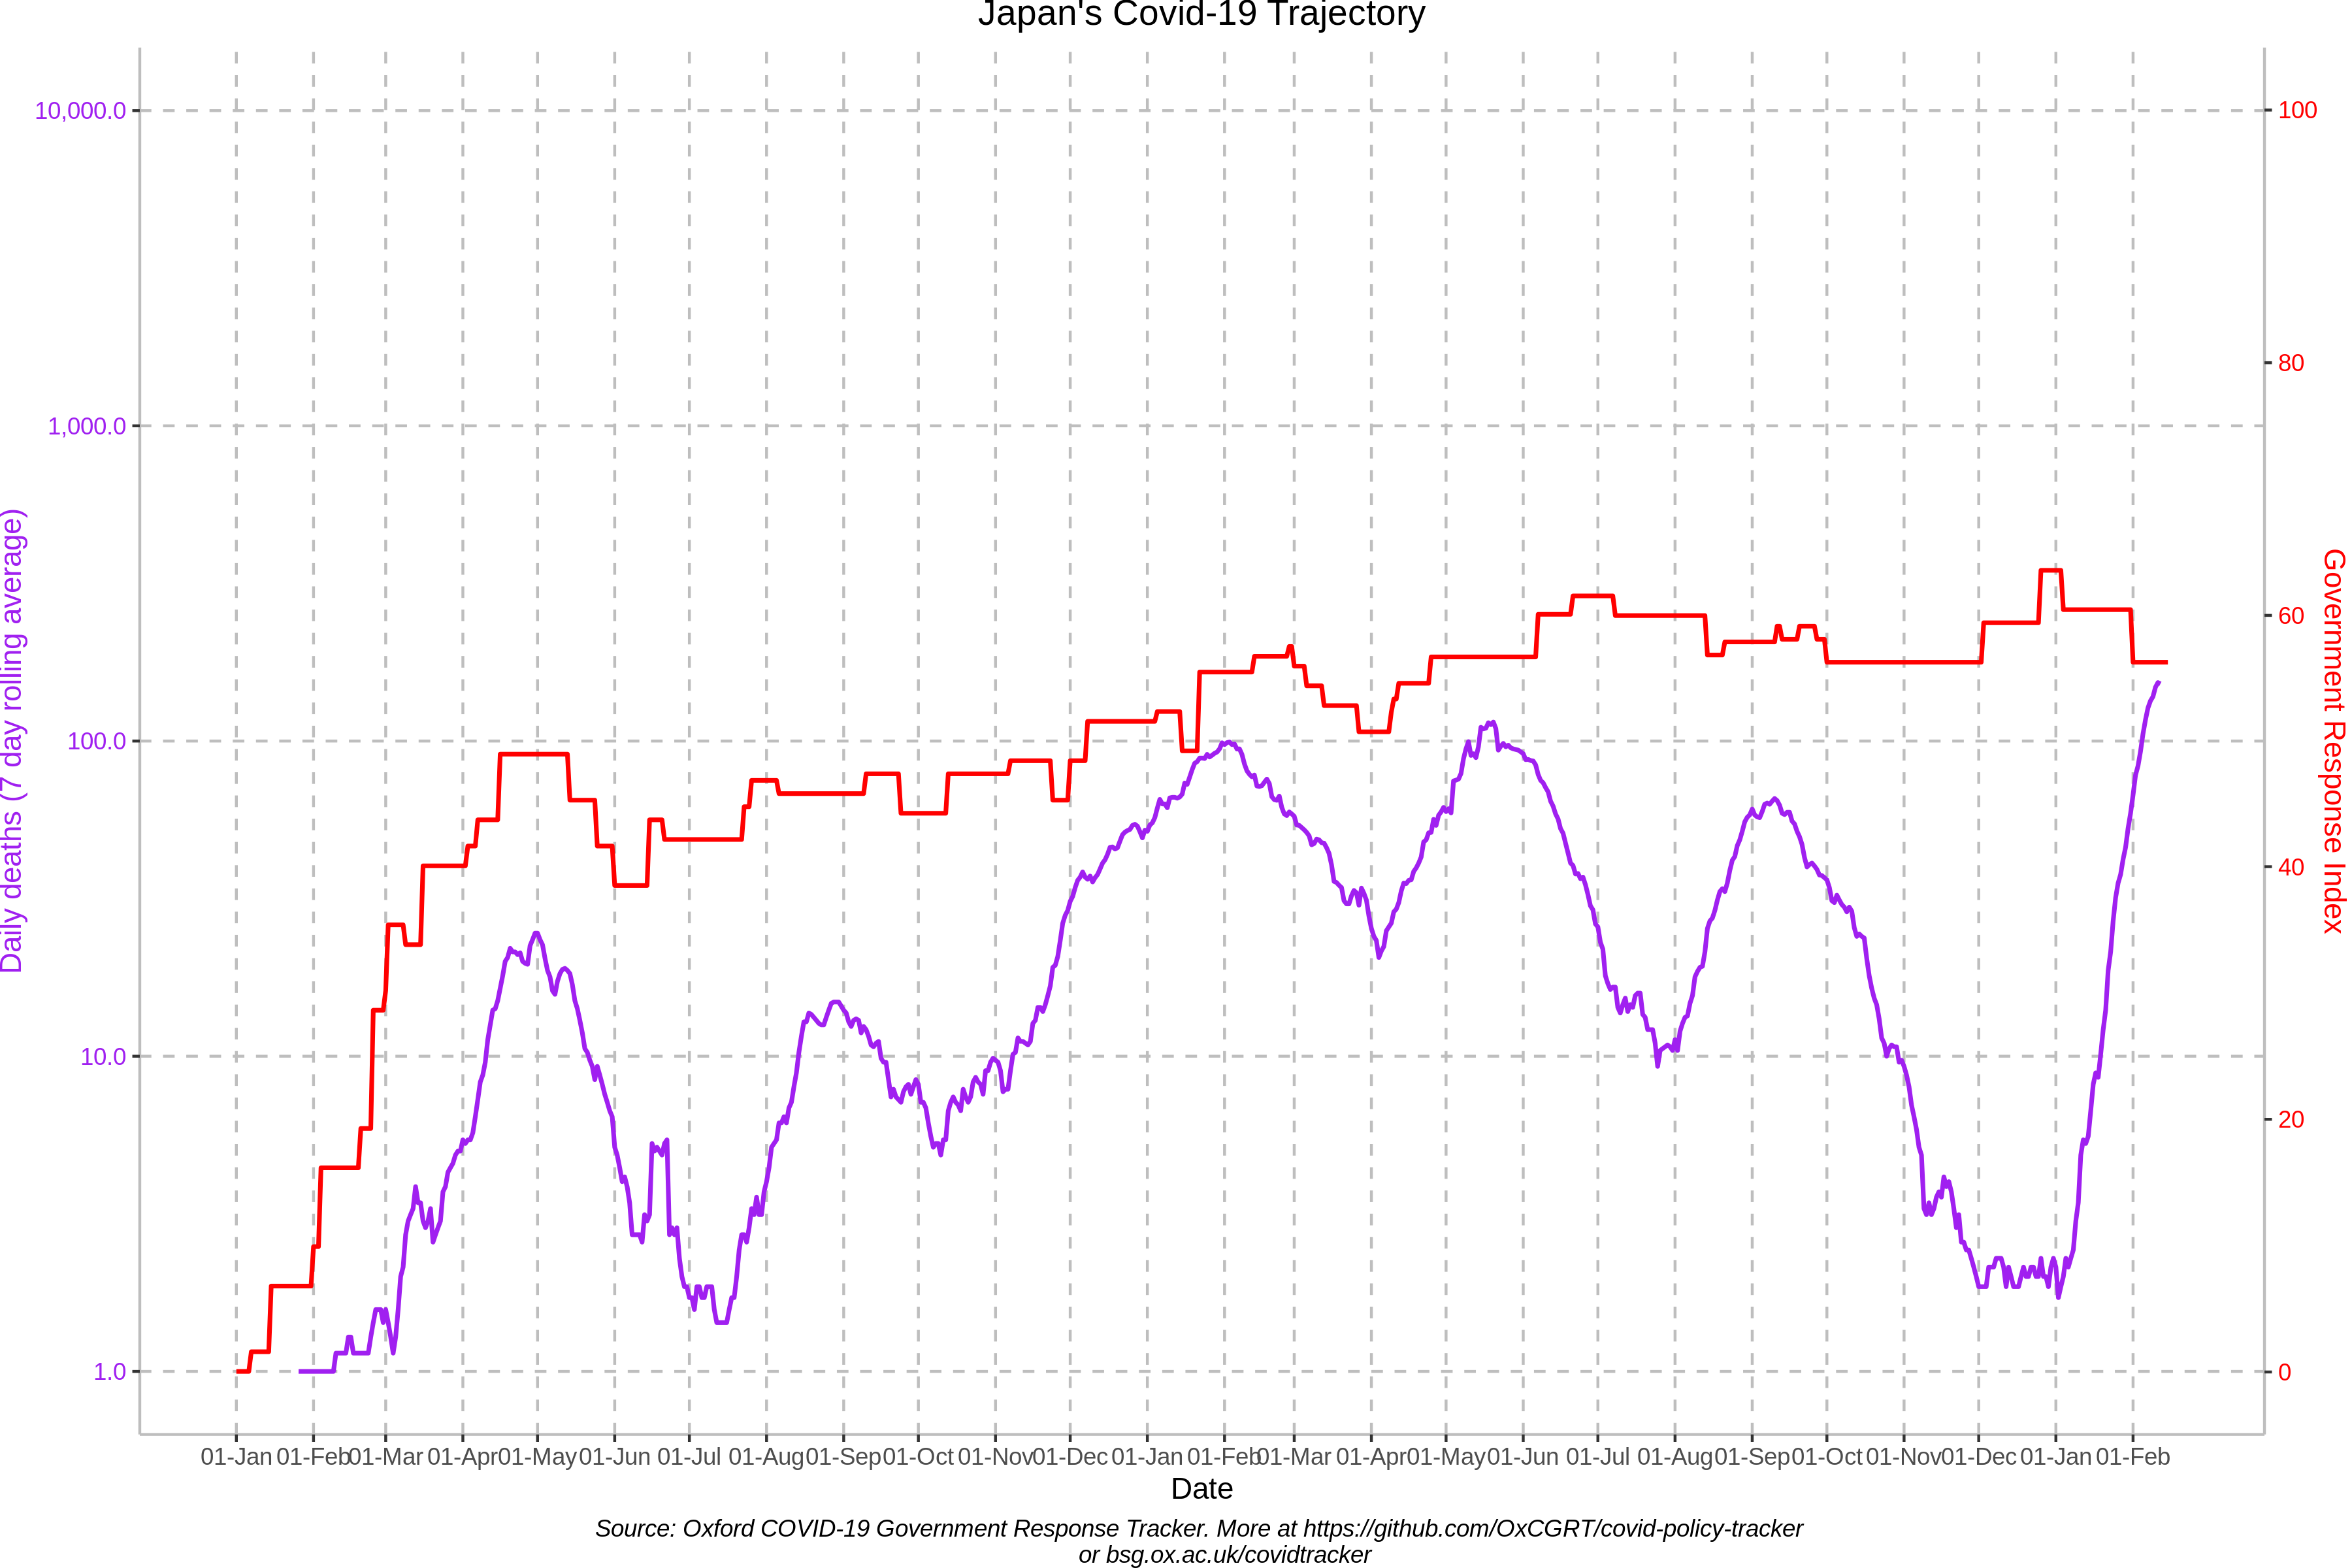 Japan's Covid-19 Trajectory
Daily deaths (7 day rolling average)
10,000.0
1,000.0
100.0
10.0
1.0
100
80
60
40
20
0
Government Response Index
01-Jan 01-Feb 01-Mar 01-Apr 01-May 01-Jun 01-Jul 01-Aug 01-Sep 01-Oct 01-Nov 01-Dec 01-Jan 01-Feb 01-Mar 01-Apr 01-May 01-Jun 01-Jul 01-Aug 01-Sep 01-Oct 01-Nov 01-Dec 01-Jan 01-Feb
Date
Source: Oxford COVID-19 Government Response Tracker. More at https://github.com/OxCGRT/covid-policy-tracker
or bsg.ox.ac.uk/covidtracker